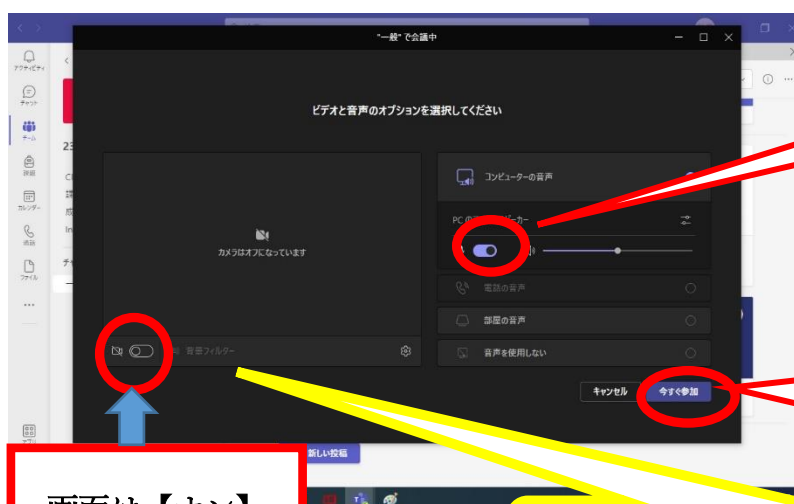 "一般" で会議中
アクティビティ
チャット
チーム
課題
カレンダー
通話
ファイル
ビデオと音声のオプションを選択してください
カメラはオフになっています
背景フィルター
コンピューターの音声
電話の音声
部屋の音声
音声を使用しない
キャンセル
今すぐ参加
新しい投稿